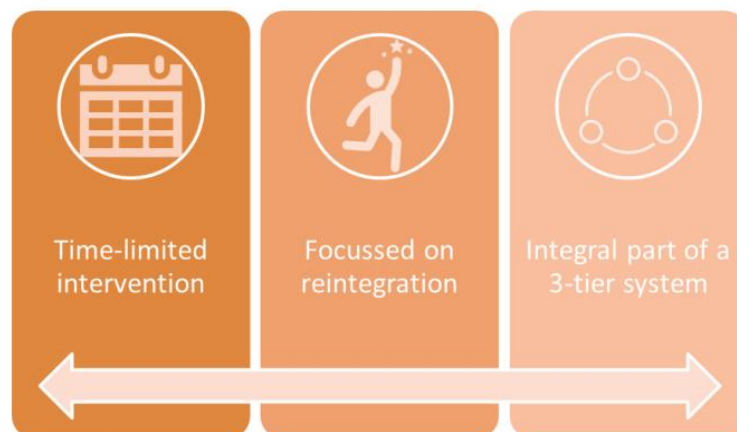 Time-limited
intervention
Focussed on
reintegration
Integral part of a
3-tier system